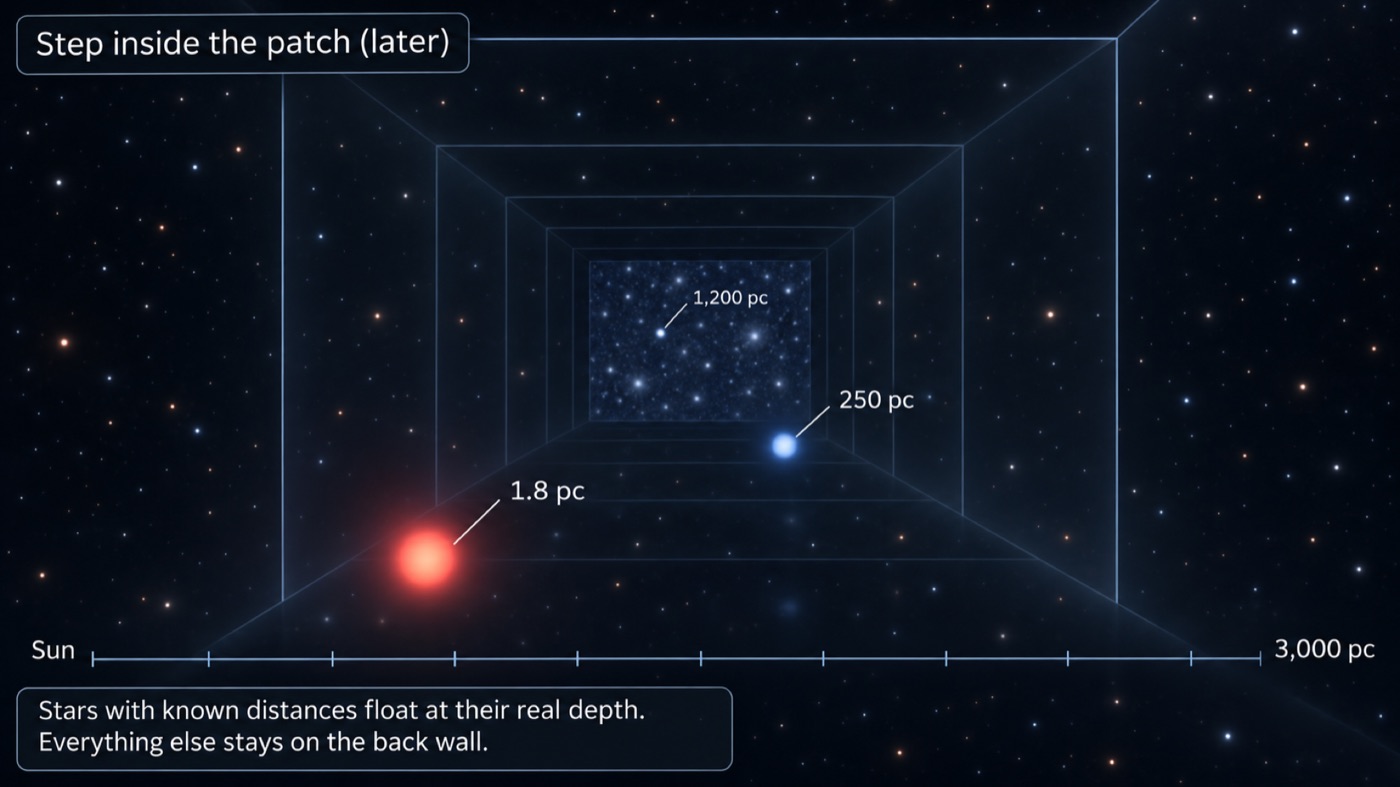 Step inside the patch (later)
1,200 pc
250 pc
1.8 pc
Sun
3,000 pc
Stars with known distances float at their real depth.
Everything else stays on the back wall.